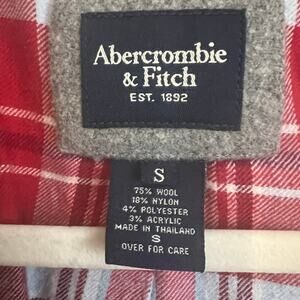 Abercrombie
& Fitch
EST. 1892
S
75% WOOL
18% NYLON
4% POLYESTER
3% ACRYLIC
MADE IN THAILAND
S
OVER FOR CARE